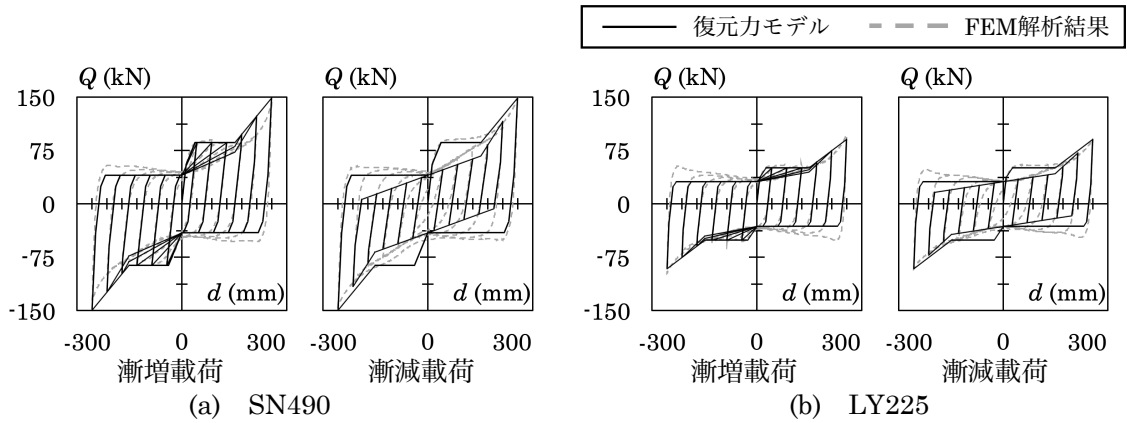 復元力モデル FEM解析結果
Q (kN) Q (kN) Q (kN) Q (kN)
150 150
75 75
0 0
-75 -75
d (mm) d (mm) d (mm) d (mm)
-150 -150
-300 0 300 -300 0 300 -300 0 300 -300 0 300
漸増載荷 漸減載荷 漸増載荷 漸減載荷
(a) SN490 (b) LY225